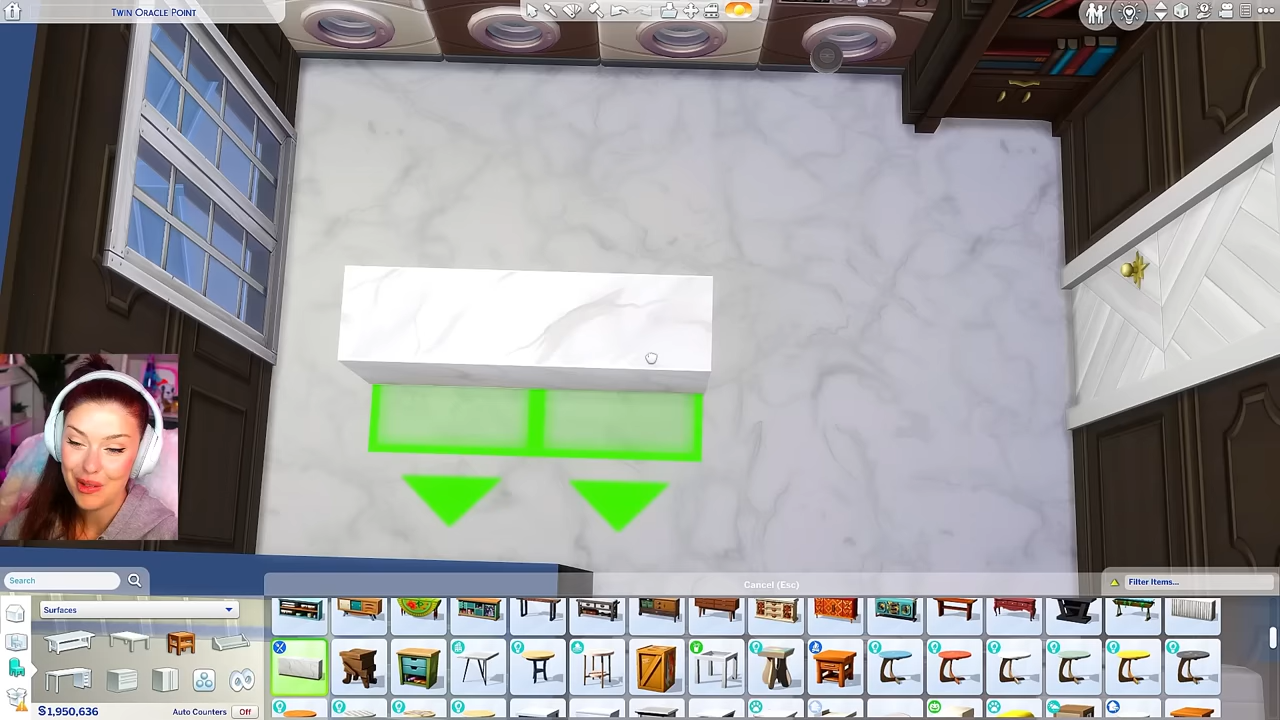 TWIN ORACLE POINT
Search
Cancel (Esc)
Filter Items...
Surfaces
§1,950,636
Auto Counters
Off